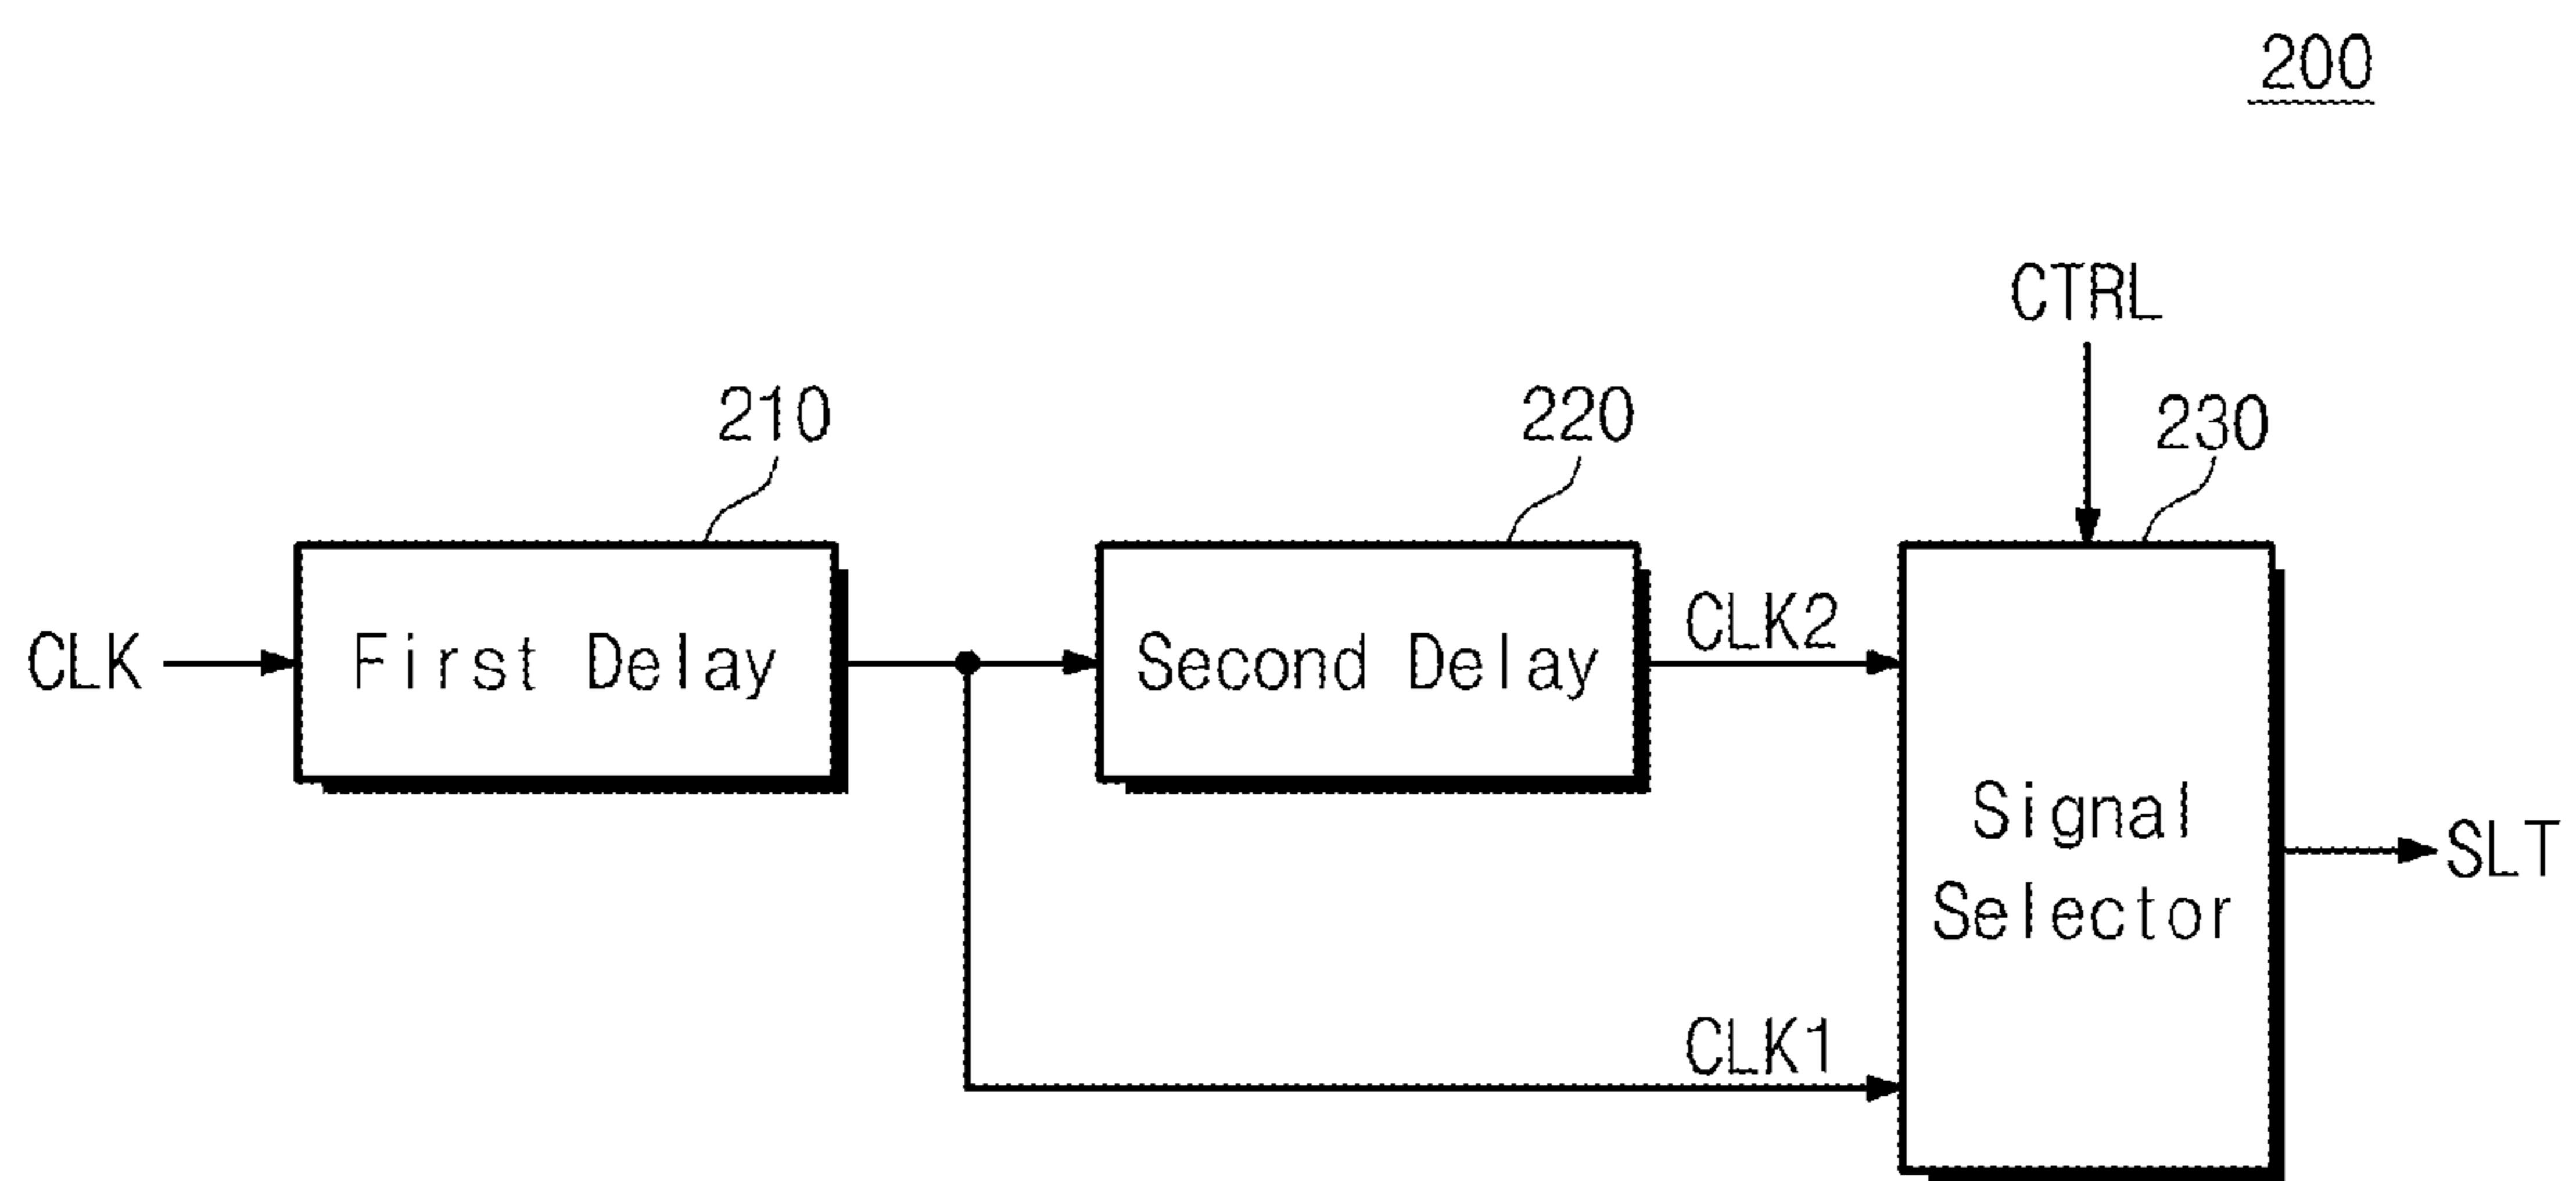 200
CTRL
210
220
230
CLK
First Delay
Second Delay
CLK2
Signal
Selector
SLT
CLK1